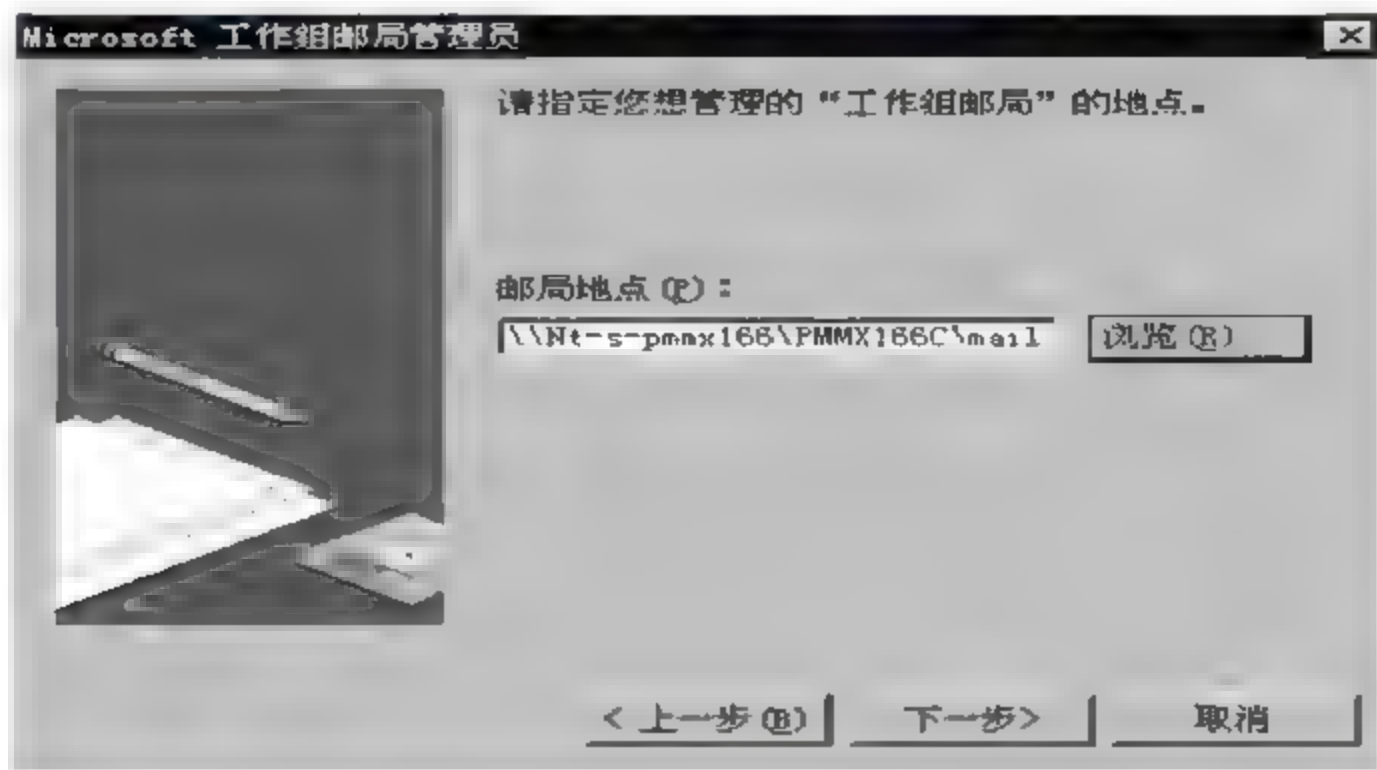 Microsoft 工作组邮局管理员
请指定您想管理的“工作组邮局”的地点。
邮局地点(P)：
\\Nt-s-pmmx166\PMMX166C\mail
浏览(R)...
<上一步(B)
下一步>
取消